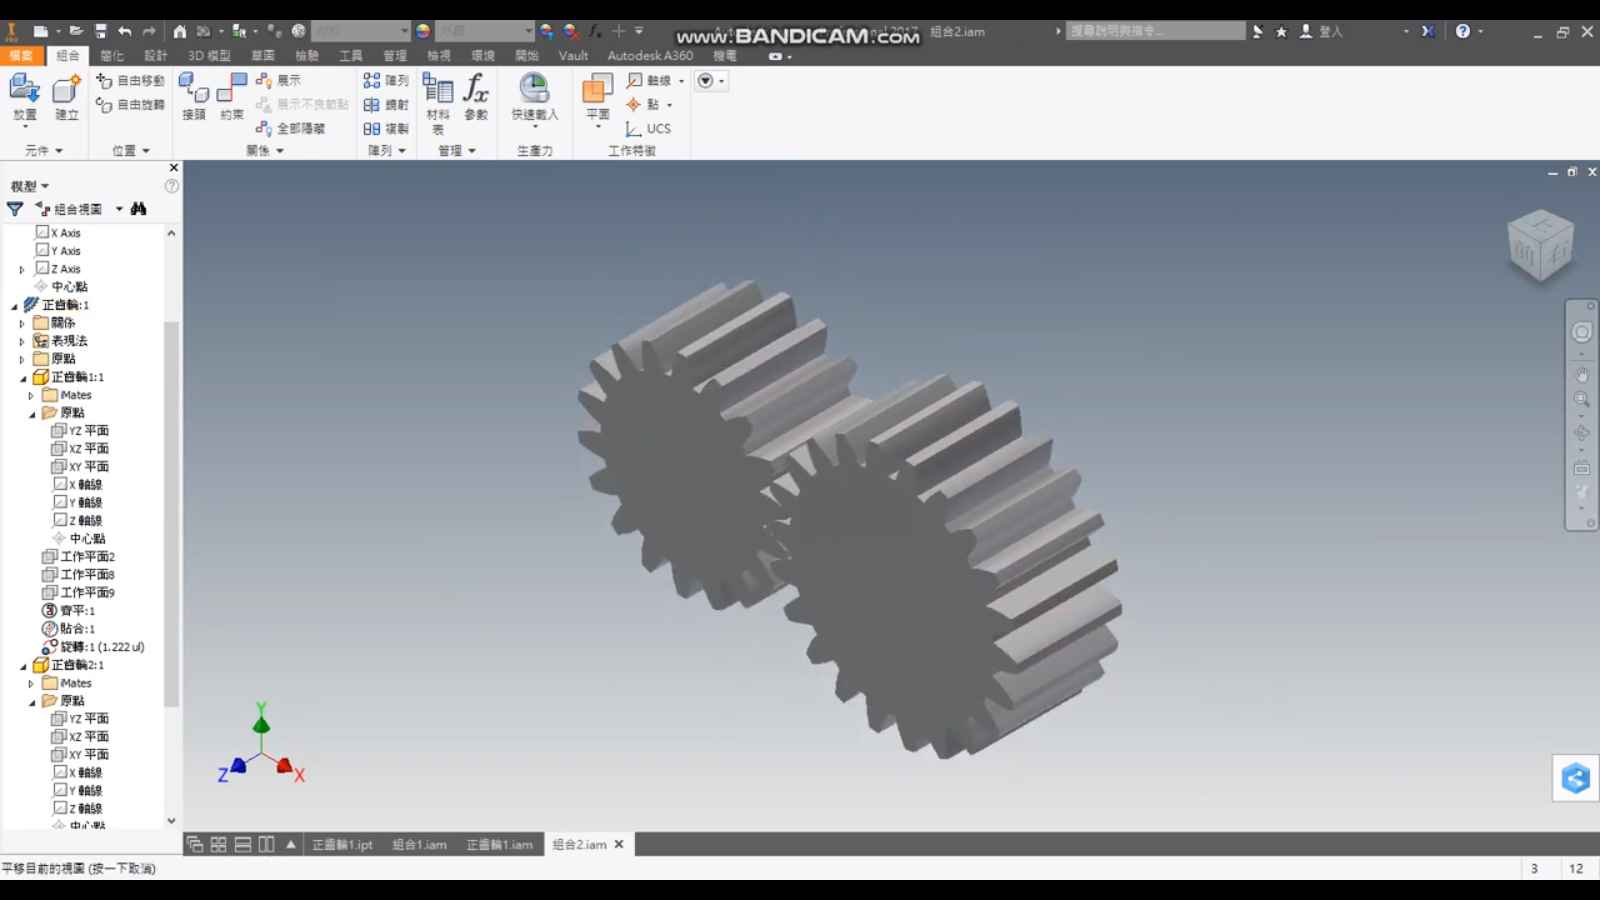 www.BANDICAM.com
組合2.iam
搜尋說明與指令...
登入
檔案 組合 簡化 設計 3D 模型 草圖 檢驗 工具 管理 檢視 環境 開始 Vault Autodesk A360 機電
放置
建立
自由移動
自由旋轉
接頭
約束
展示
展示不良節點
全部隱藏
陣列
鏡射
複製
材料表
參數
快速載入
平面
軸線
點
UCS
元件 位置 關係 陣列 管理 生產力 工作特徵
模型
組合視圖
X Axis
Y Axis
Z Axis
中心點
正齒輪:1
關係
表現法
原點
正齒輪1:1
iMates
原點
YZ 平面
XZ 平面
XY 平面
X 軸線
Y 軸線
Z 軸線
中心點
工作平面2
工作平面8
工作平面9
齊平:1
貼合:1
旋轉:1 (1.222 ul)
正齒輪2:1
iMates
原點
YZ 平面
XZ 平面
XY 平面
X 軸線
Y 軸線
Z 軸線
中心點
前 右
Y
Z
X
正齒輪1.ipt 組合1.iam 正齒輪1.iam 組合2.iam
平移目前的視圖 (按一下取消)
3 12